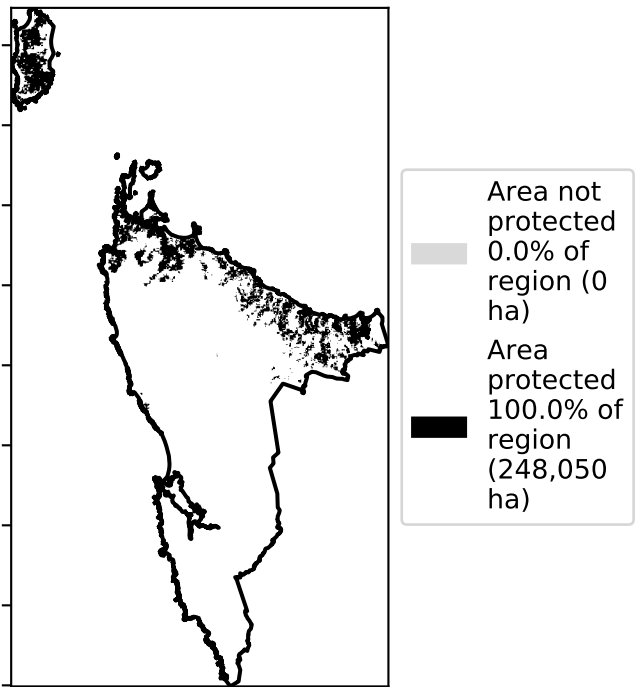 Area not
protected
0.0% of
region (0
ha)
Area
protected
100.0% of
region
(248,050
ha)